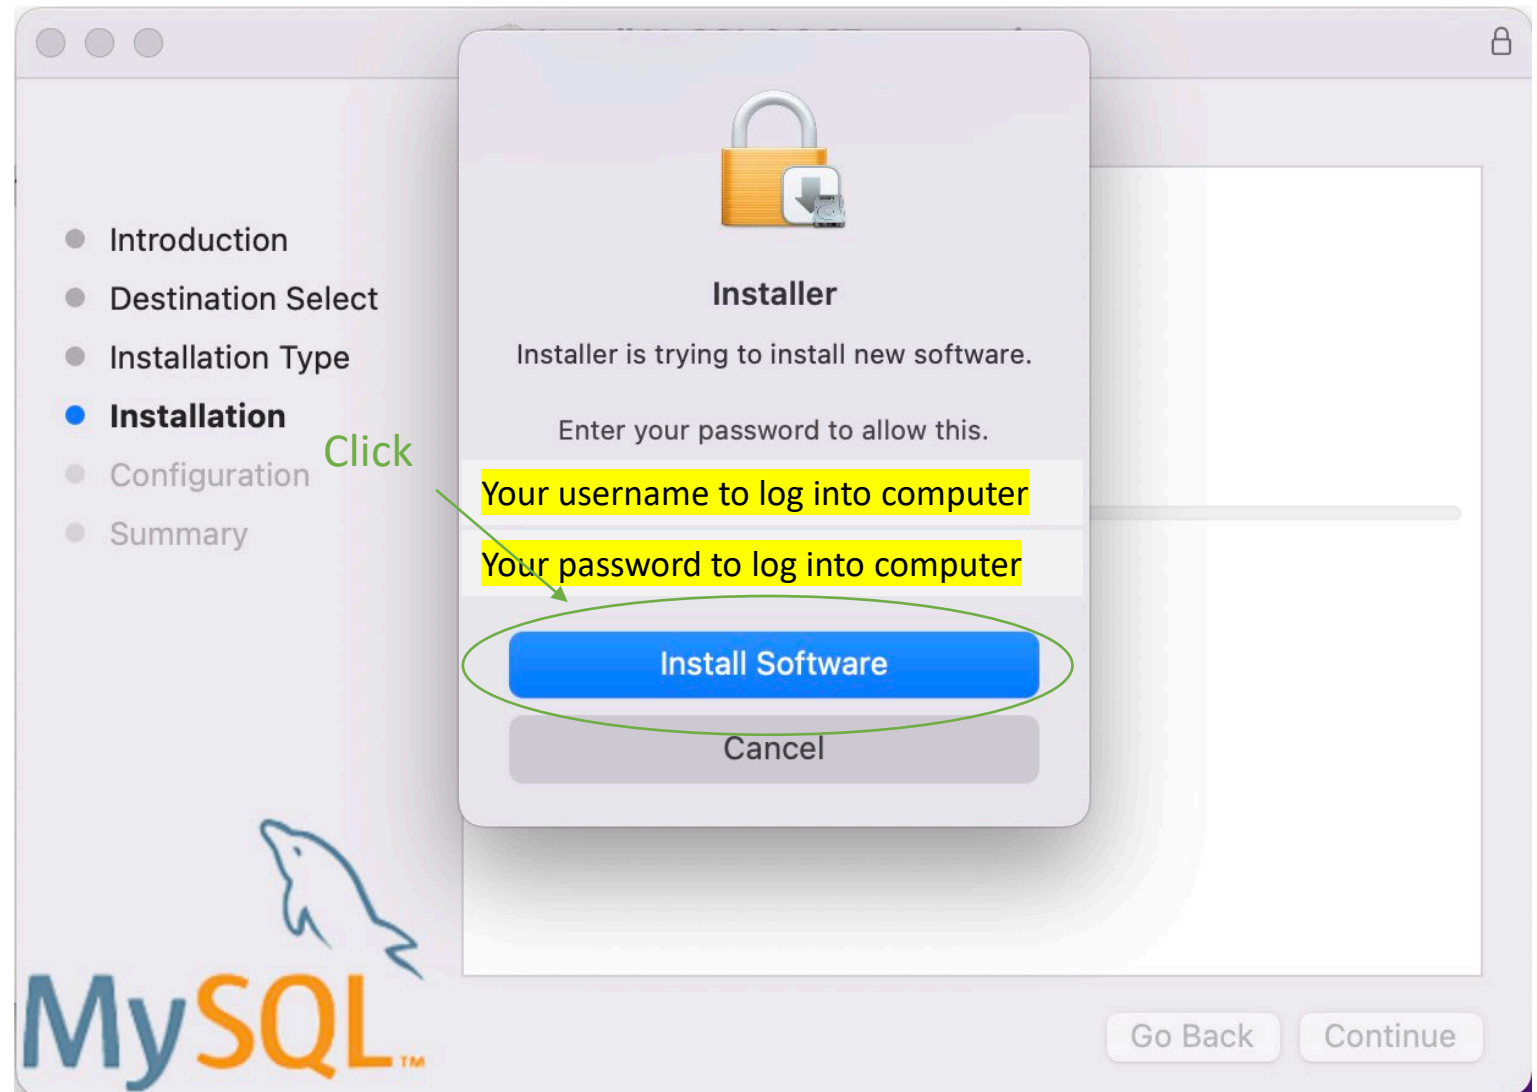 Introduction
Destination Select
Installation Type
Installation
Configuration
Summary
Click
Installer
Installer is trying to install new software.
Enter your password to allow this.
Your username to log into computer
Your password to log into computer
Install Software
Cancel
MySQL™
Go Back
Continue